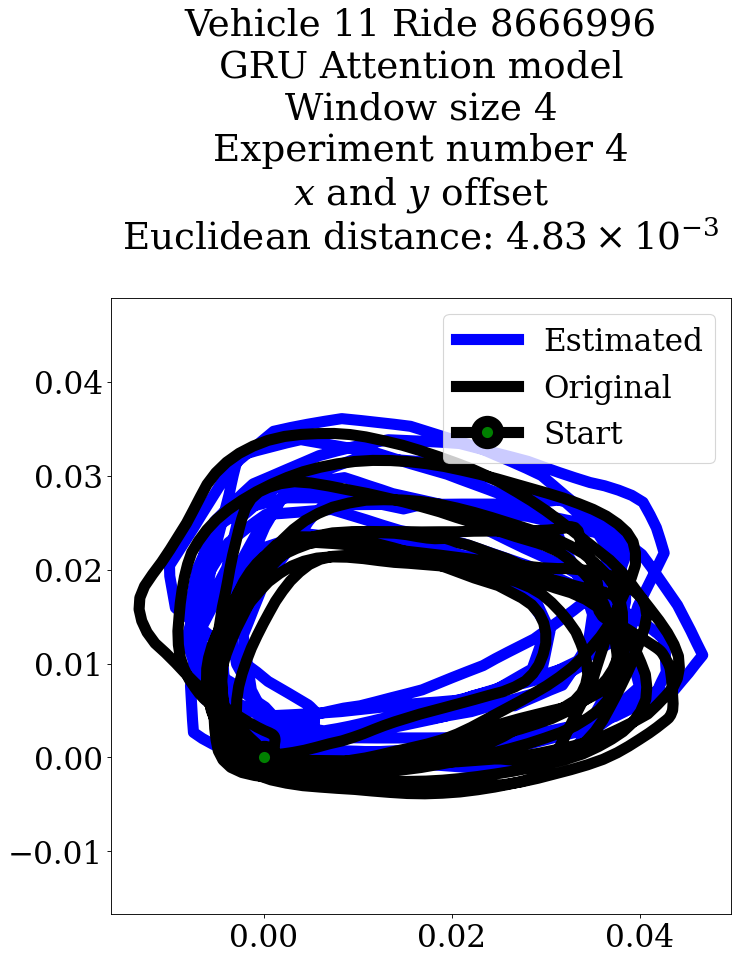 Vehicle 11 Ride 8666996
GRU Attention model
Window size 4
Experiment number 4
x and y offset
Euclidean distance: 4.83 × 10⁻³
Estimated
Original
Start
0.04
0.03
0.02
0.01
0.00
−0.01
0.00 0.02 0.04